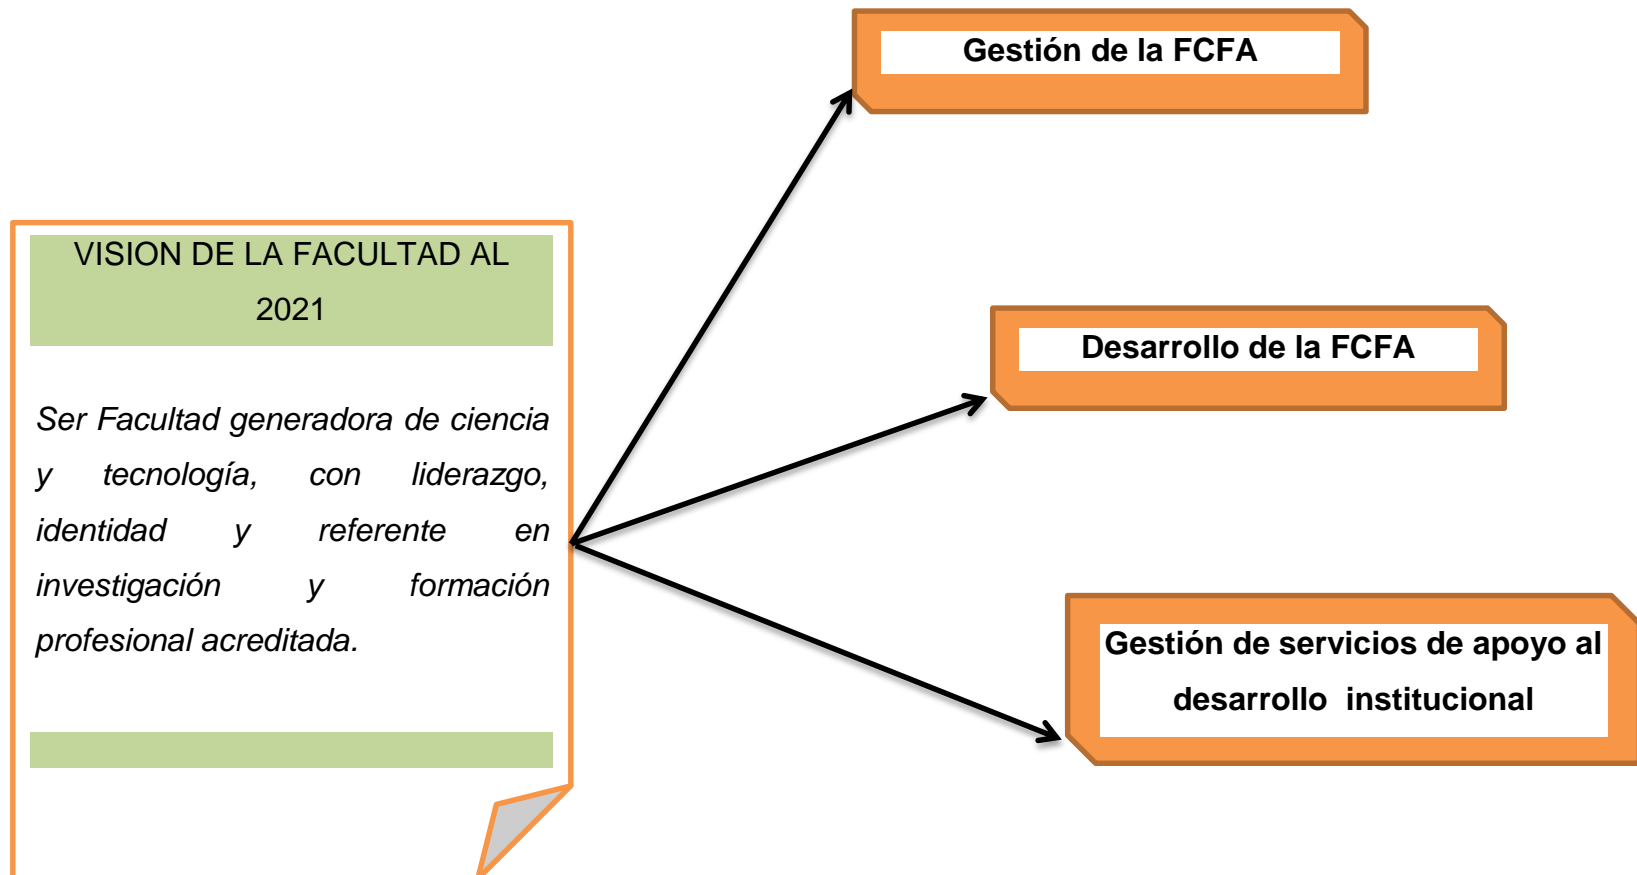 Gestión de la FCFA
VISION DE LA FACULTAD AL
2021
Desarrollo de la FCFA
Ser Facultad generadora de ciencia
y tecnología, con liderazgo,
identidad y referente en
investigación y formación
profesional acreditada.
Gestión de servicios de apoyo al
desarrollo institucional